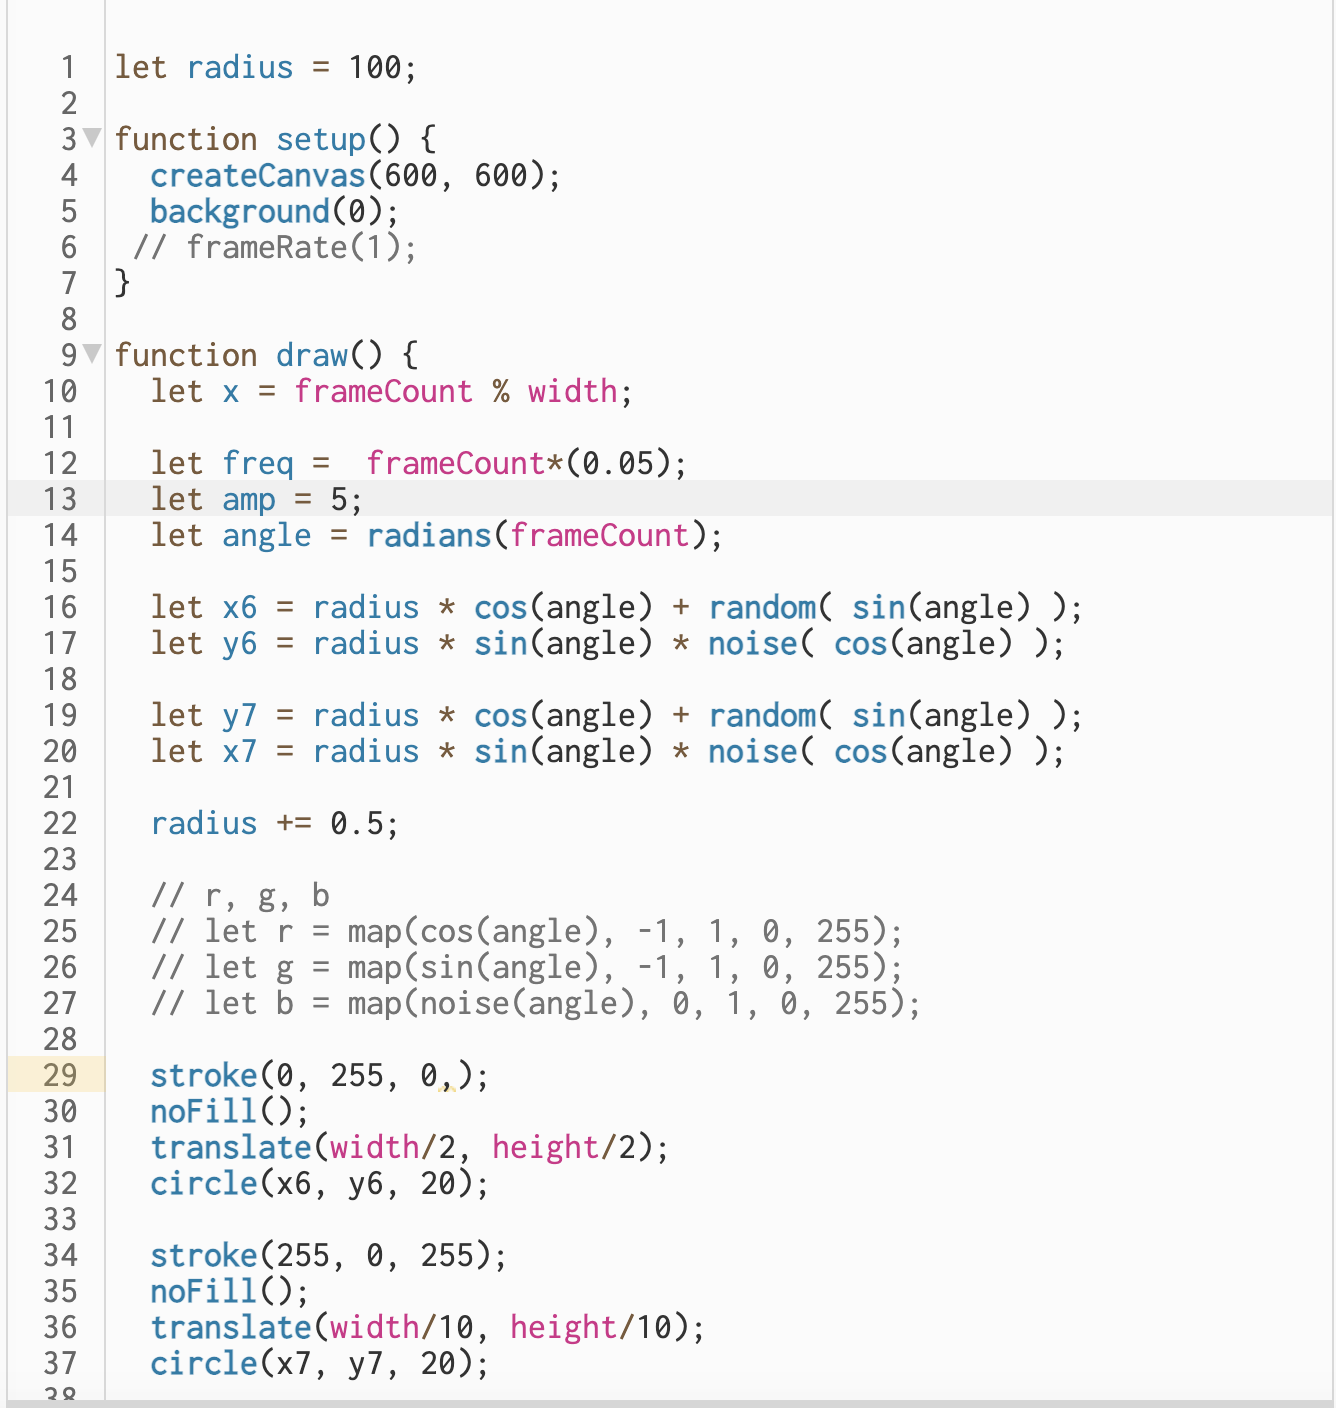 1 let radius = 100;
2
3 function setup() {
4   createCanvas(600, 600);
5   background(0);
6  // frameRate(1);
7 }
8
9 function draw() {
10   let x = frameCount % width;
11
12   let freq =  frameCount*(0.05);
13   let amp = 5;
14   let angle = radians(frameCount);
15
16   let x6 = radius * cos(angle) + random( sin(angle) );
17   let y6 = radius * sin(angle) * noise( cos(angle) );
18
19   let y7 = radius * cos(angle) + random( sin(angle) );
20   let x7 = radius * sin(angle) * noise( cos(angle) );
21
22   radius += 0.5;
23
24   // r, g, b
25   // let r = map(cos(angle), -1, 1, 0, 255);
26   // let g = map(sin(angle), -1, 1, 0, 255);
27   // let b = map(noise(angle), 0, 1, 0, 255);
28
29   stroke(0, 255, 0,);
30   noFill();
31   translate(width/2, height/2);
32   circle(x6, y6, 20);
33
34   stroke(255, 0, 255);
35   noFill();
36   translate(width/10, height/10);
37   circle(x7, y7, 20);
38